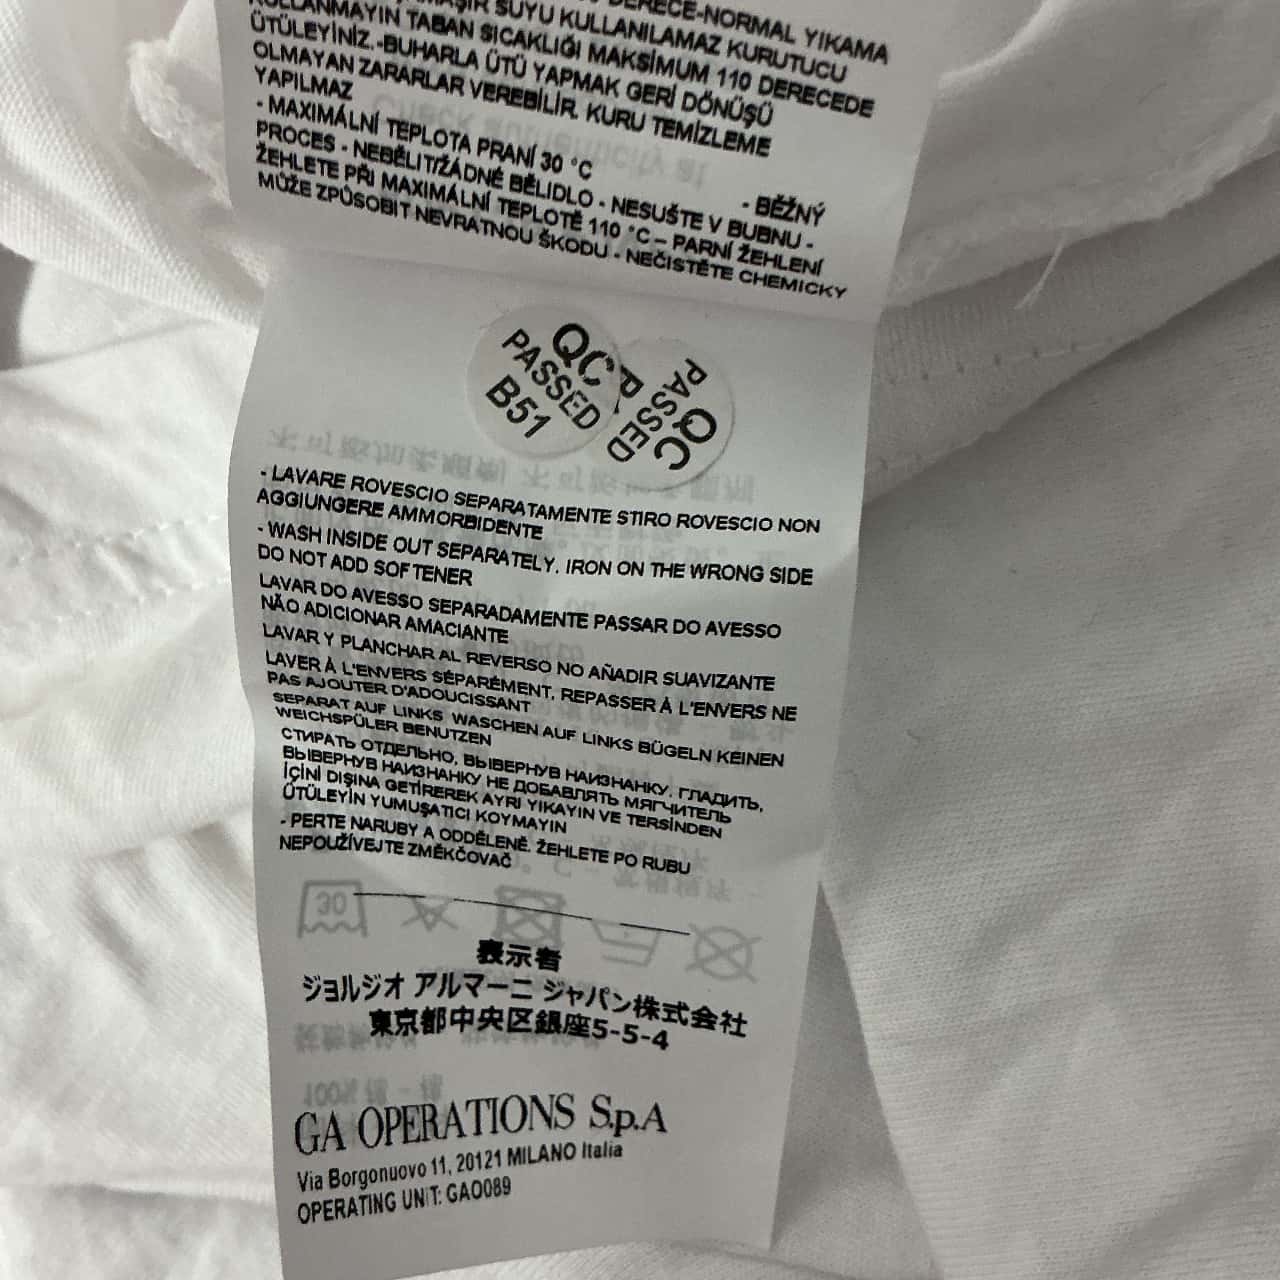 DERECE-NORMAL YIKAMA
SUYU KULLANILAMAZ KURUTUCU
KULLANMAYIN TABAN SICAKLIĞI MAKSİMUM 110 DERECEDE
ÜTÜLEYİNİZ.-BUHARLA ÜTÜ YAPMAK GERİ DÖNÜŞÜ
OLMAYAN ZARARLAR VEREBİLİR. KURU TEMİZLEME
YAPILMAZ
- MAXIMÁLNÍ TEPLOTA PRANÍ 30 °C - BĚŽNÝ
PROCES - NEBĚLIT/ŽÁDNÉ BĚLIDLO - NESUŠTE V BUBNU -
ŽEHLETE PŘI MAXIMÁLNÍ TEPLOTĚ 110 °C – PARNÍ ŽEHLENÍ
MŮŽE ZPŮSOBIT NEVRATNOU ŠKODU - NEČISTĚTE CHEMICKY
QC
PASSED
B51
QC
PASSED
- LAVARE ROVESCIO SEPARATAMENTE STIRO ROVESCIO NON
AGGIUNGERE AMMORBIDENTE
- WASH INSIDE OUT SEPARATELY. IRON ON THE WRONG SIDE
DO NOT ADD SOFTENER
LAVAR DO AVESSO SEPARADAMENTE PASSAR DO AVESSO
NÃO ADICIONAR AMACIANTE
LAVAR Y PLANCHAR AL REVERSO NO AÑADIR SUAVIZANTE
LAVER À L'ENVERS SÉPARÉMENT. REPASSER À L'ENVERS NE
PAS AJOUTER D'ADOUCISSANT
SEPARAT AUF LINKS WASCHEN AUF LINKS BÜGELN KEINEN
WEICHSPÜLER BENUTZEN
СТИРАТЬ ОТДЕЛЬНО, ВЫВЕРНУВ НАИЗНАНКУ. ГЛАДИТЬ,
ВЫВЕРНУВ НАИЗНАНКУ НЕ ДОБАВЛЯТЬ МЯГЧИТЕЛЬ
İÇİNİ DIŞINA GETİREREK AYRI YIKAYIN VE TERSİNDEN
ÜTÜLEYİN YUMUŞATICI KOYMAYIN
- PERTE NARUBY A ODDĚLENĚ. ŽEHLETE PO RUBU
NEPOUŽÍVEJTE ZMĚKČOVAČ
30
表示者
ジョルジオ アルマーニ ジャパン株式会社
東京都中央区銀座5-5-4
GA OPERATIONS S.p.A
Via Borgonuovo 11, 20121 MILANO Italia
OPERATING UNIT: GAO089